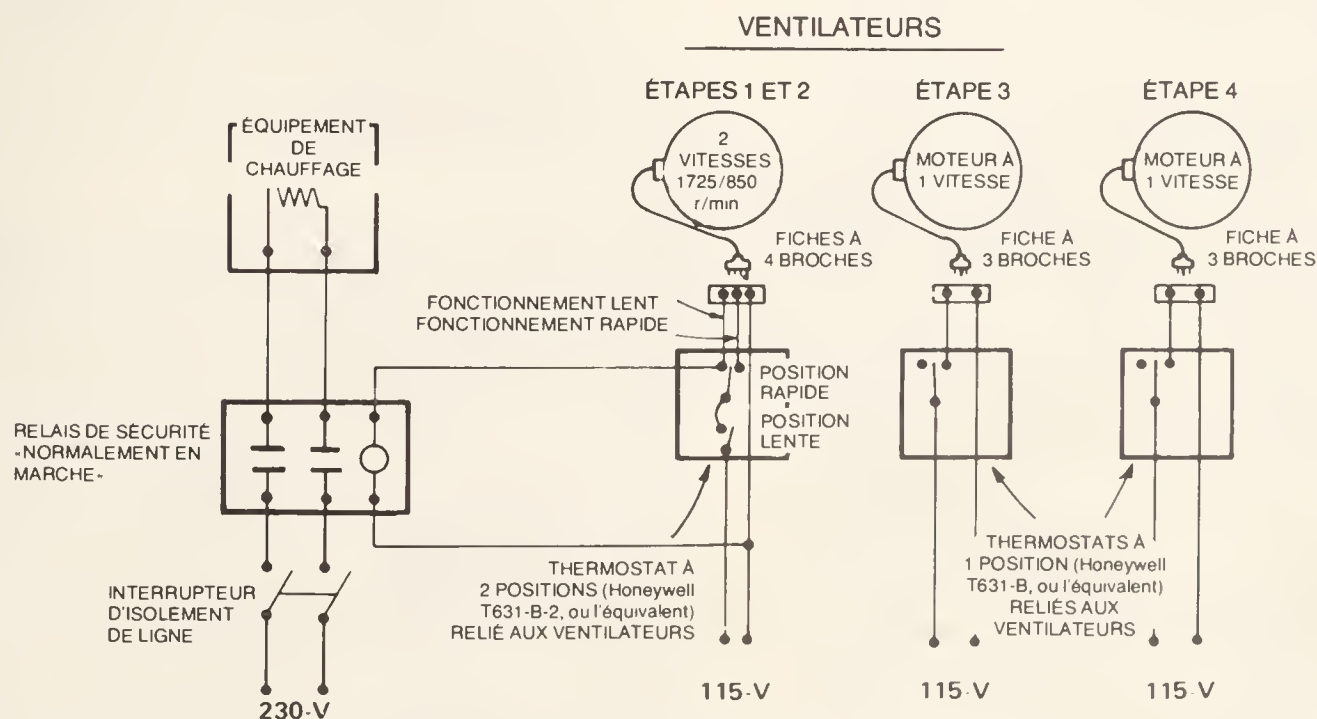 VENTILATEURS
ÉTAPES 1 ET 2
ÉTAPE 3
ÉTAPE 4
ÉQUIPEMENT
DE
CHAUFFAGE
2
VITESSES
1725/850
r/min
MOTEUR À
1 VITESSE
MOTEUR À
1 VITESSE
FICHES À
4 BROCHES
FICHE À
3 BROCHES
FICHE À
3 BROCHES
FONCTIONNEMENT LENT
FONCTIONNEMENT RAPIDE
POSITION
RAPIDE
POSITION
LENTE
RELAIS DE SÉCURITÉ
«NORMALEMENT EN
MARCHE»
INTERRUPTEUR
D'ISOLEMENT
DE LIGNE
THERMOSTAT À
2 POSITIONS (Honeywell
T631-B-2, ou l'équivalent)
RELIÉ AUX VENTILATEURS
THERMOSTATS À
1 POSITION (Honeywell
T631-B, ou l'équivalent)
RELIÉS AUX
VENTILATEURS
230-V
115-V
115-V
115-V